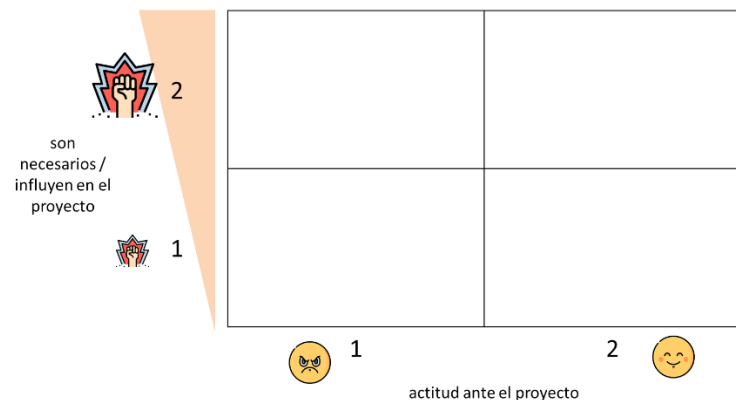 2
son
necesarios /
influyen en el
proyecto
1
1
2
actitud ante el proyecto